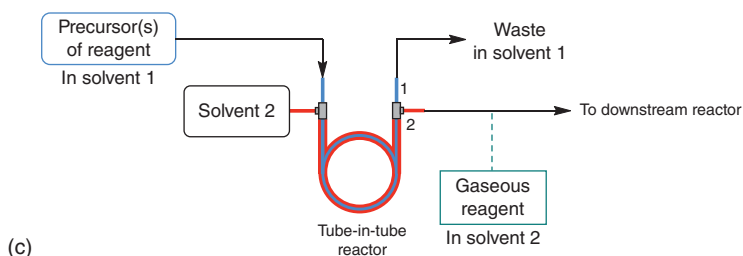 Precursor(s)
of reagent
In solvent 1
Waste
in solvent 1
Solvent 2
1
2
To downstream reactor
Gaseous
reagent
In solvent 2
Tube-in-tube
reactor
(c)